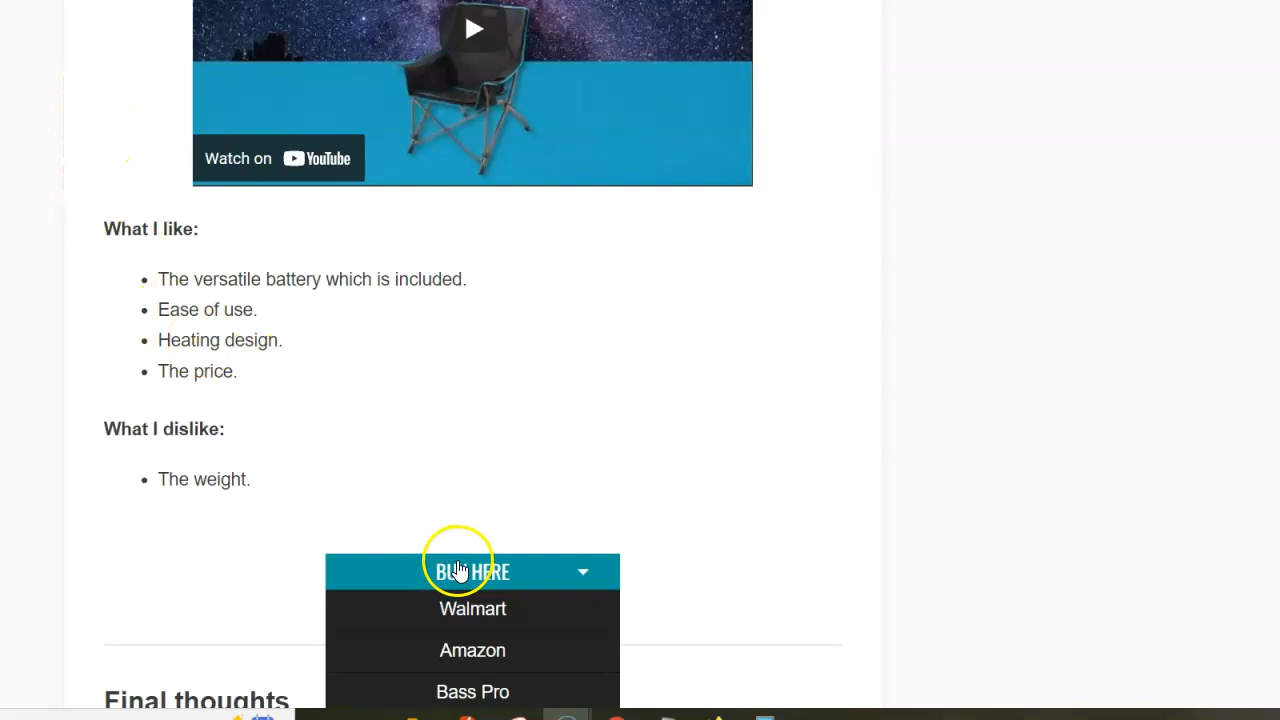 Watch on YouTube
What I like:
• The versatile battery which is included.
• Ease of use.
• Heating design.
• The price.
What I dislike:
• The weight.
BUY HERE
Walmart
Amazon
Bass Pro
Final thoughts